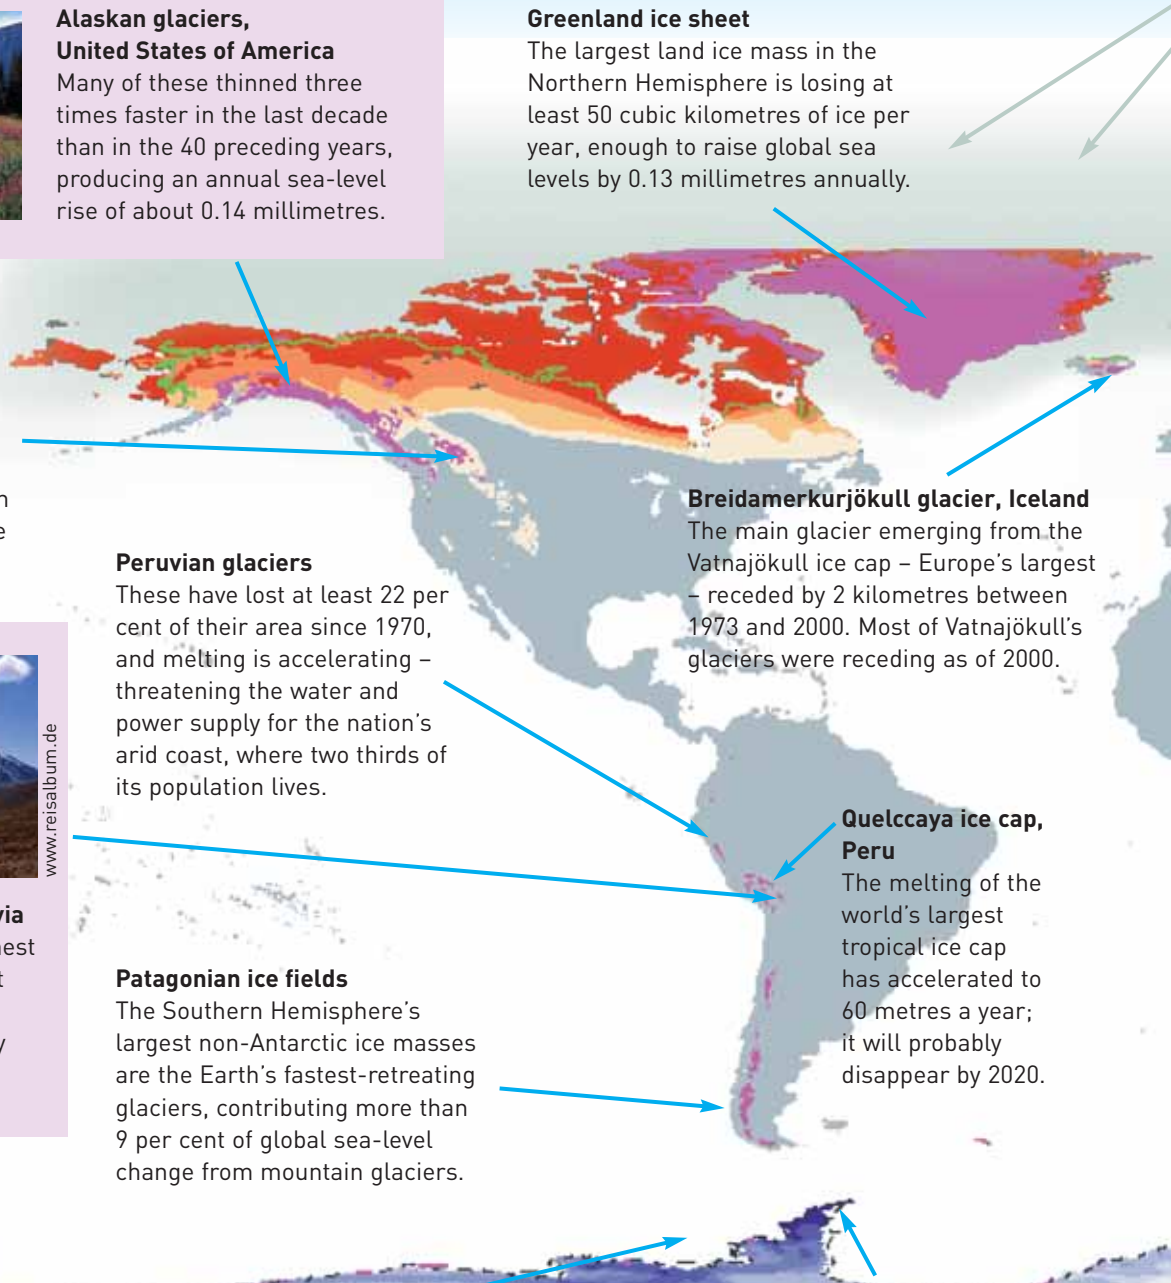 Alaskan glaciers,
United States of America
Many of these thinned three
times faster in the last decade
than in the 40 preceding years,
producing an annual sea-level
rise of about 0.14 millimetres.
Greenland ice sheet
The largest land ice mass in the
Northern Hemisphere is losing at
least 50 cubic kilometres of ice per
year, enough to raise global sea
levels by 0.13 millimetres annually.
Breidamerkurjökull glacier, Iceland
The main glacier emerging from the
Vatnajökull ice cap – Europe's largest
– receded by 2 kilometres between
1973 and 2000. Most of Vatnajökull's
glaciers were receding as of 2000.
Peruvian glaciers
These have lost at least 22 per
cent of their area since 1970,
and melting is accelerating –
threatening the water and
power supply for the nation's
arid coast, where two thirds of
its population lives.
www.reisalbum.de
Quelccaya ice cap,
Peru
The melting of the
world's largest
tropical ice cap
has accelerated to
60 metres a year;
it will probably
disappear by 2020.
Patagonian ice fields
The Southern Hemisphere's
largest non-Antarctic ice masses
are the Earth's fastest-retreating
glaciers, contributing more than
9 per cent of global sea-level
change from mountain glaciers.